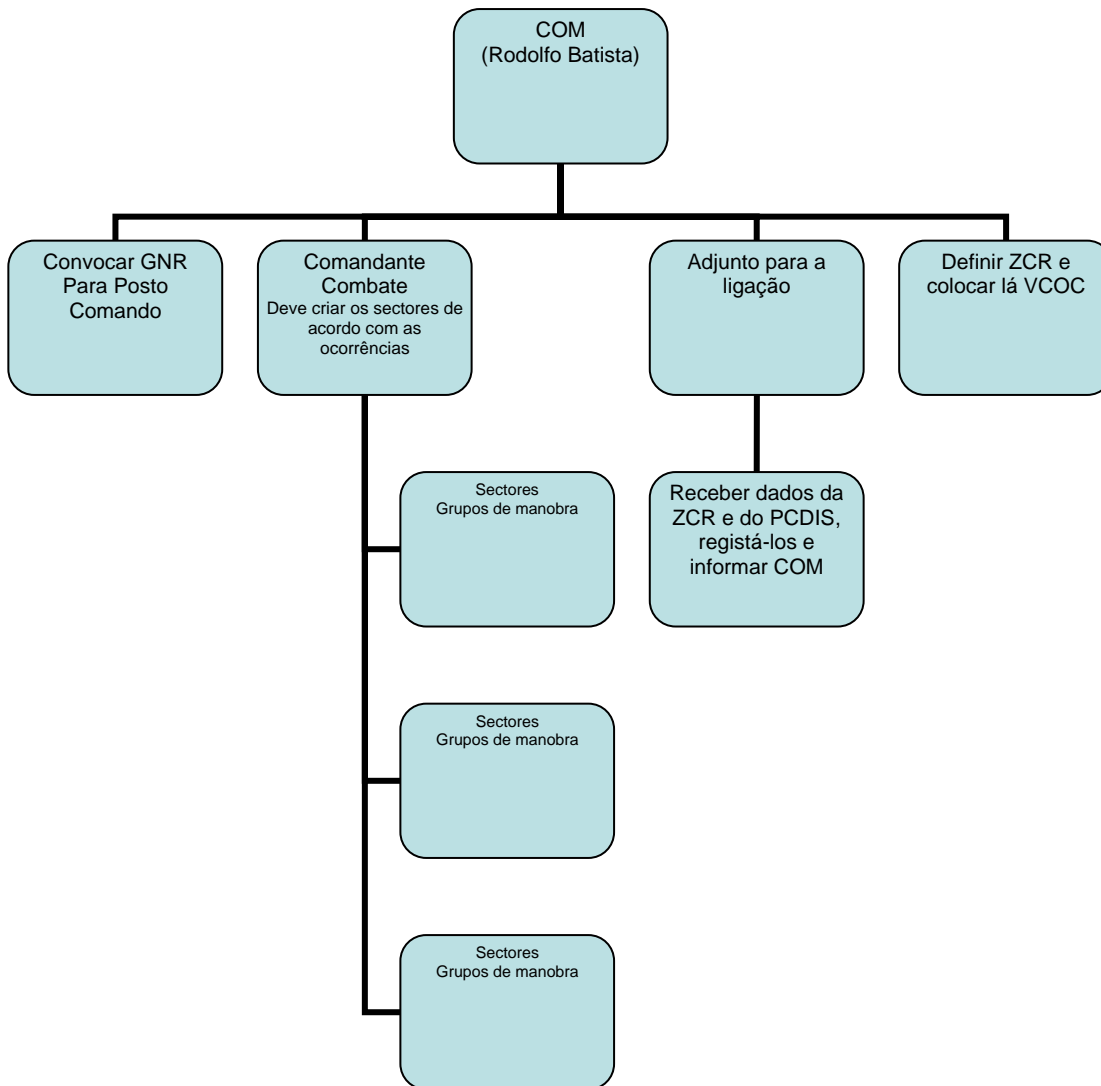 COM
(Rodolfo Batista)
Convocar GNR
Para Posto
Comando
Comandante
Combate
Deve criar os sectores de
acordo com as
ocorrências
Adjunto para a
ligação
Definir ZCR e
colocar lá VCOC
Sectores
Grupos de manobra
Receber dados da
ZCR e do PCDIS,
registá-los e
informar COM
Sectores
Grupos de manobra
Sectores
Grupos de manobra